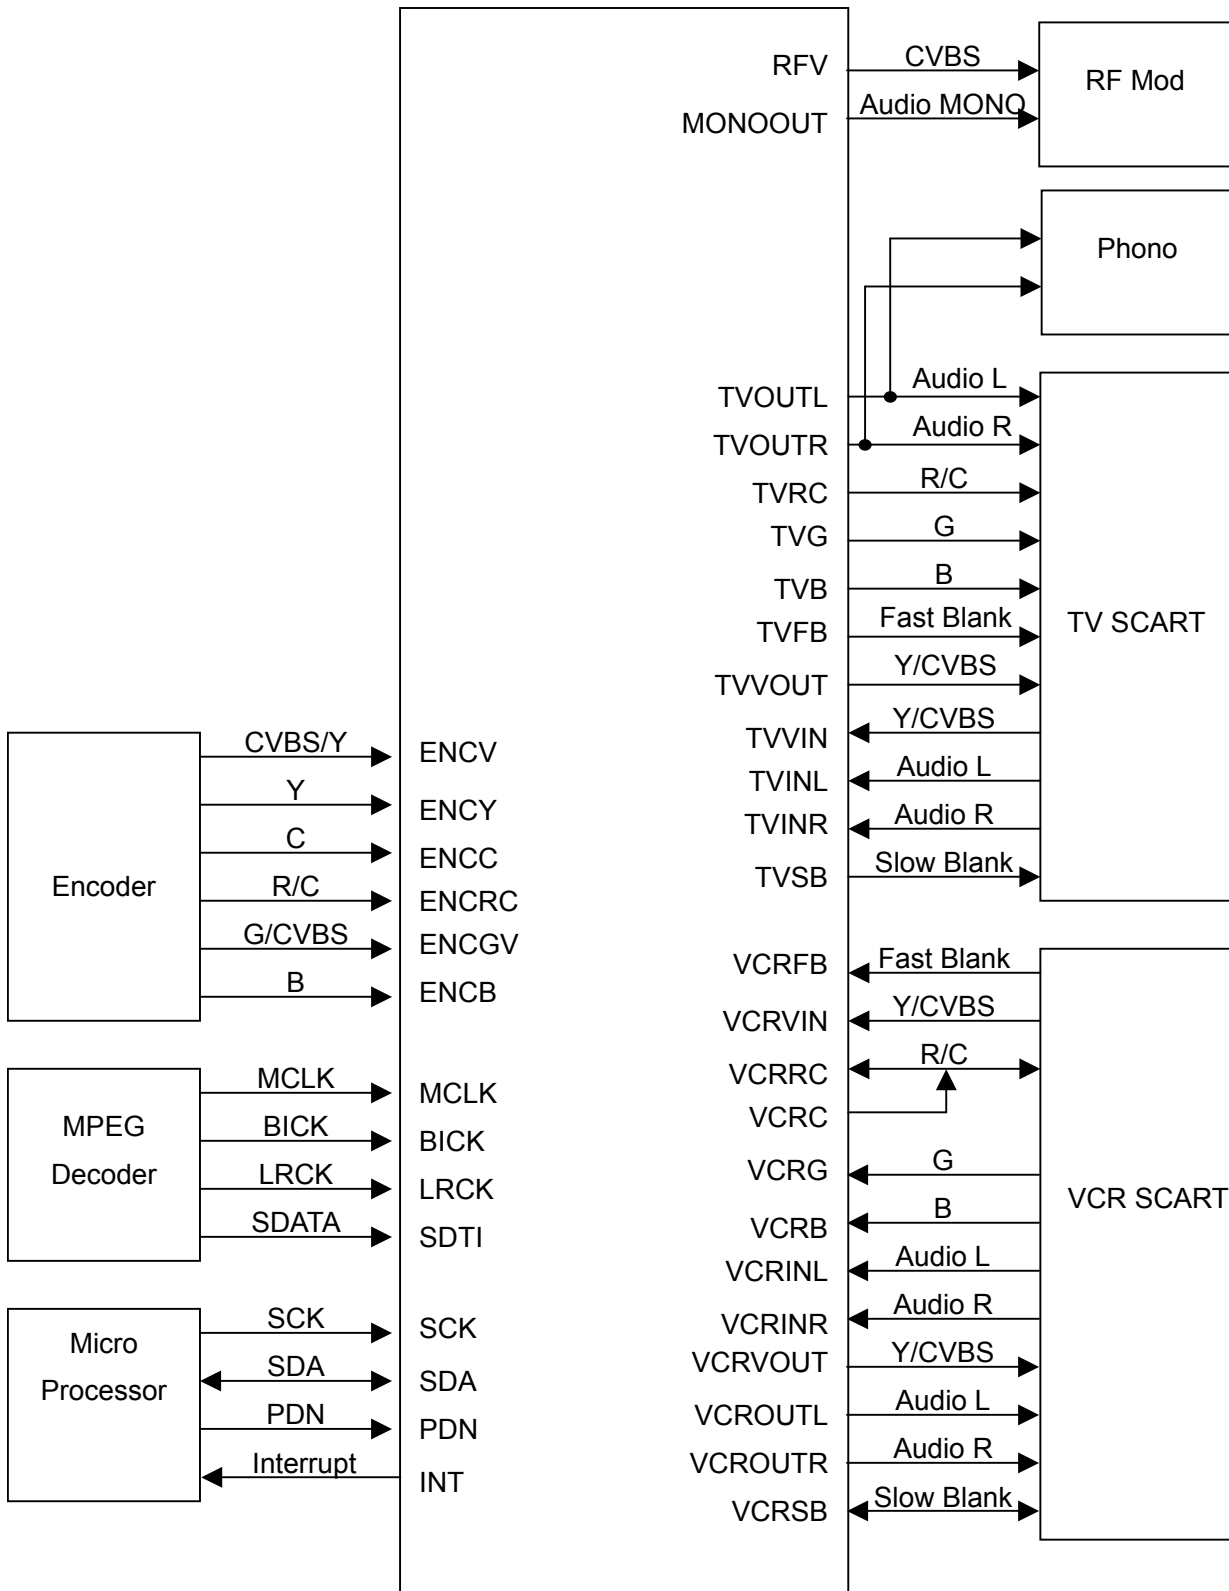 RFV CVBS RF Mod
MONOOUT Audio MONO
Phono
TVOUTL Audio L
TVOUTR Audio R
TVRC R/C
TVG G
TVB B
TVFB Fast Blank TV SCART
TVVOUT Y/CVBS
TVVIN Y/CVBS
TVINL Audio L
TVINR Audio R
TVSB Slow Blank
Encoder
CVBS/Y ENCV
Y ENCY
C ENCC
R/C ENCRC
G/CVBS ENCGV
B ENCB
VCRFB Fast Blank
VCRVIN Y/CVBS
VCRRC R/C
VCRC
VCRG G VCR SCART
VCRB B
VCRINL Audio L
VCRINR Audio R
VCRVOUT Y/CVBS
VCROUTL Audio L
VCROUTR Audio R
VCRSB Slow Blank
MPEG
Decoder
MCLK MCLK
BICK BICK
LRCK LRCK
SDATA SDTI
Micro
Processor
SCK SCK
SDA SDA
PDN PDN
Interrupt INT